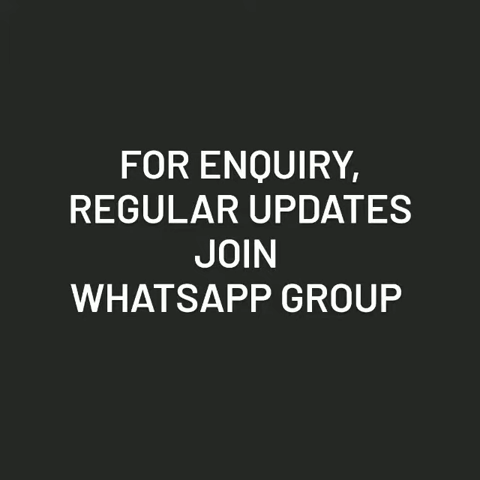 FOR ENQUIRY,
REGULAR UPDATES
JOIN
WHATSAPP GROUP